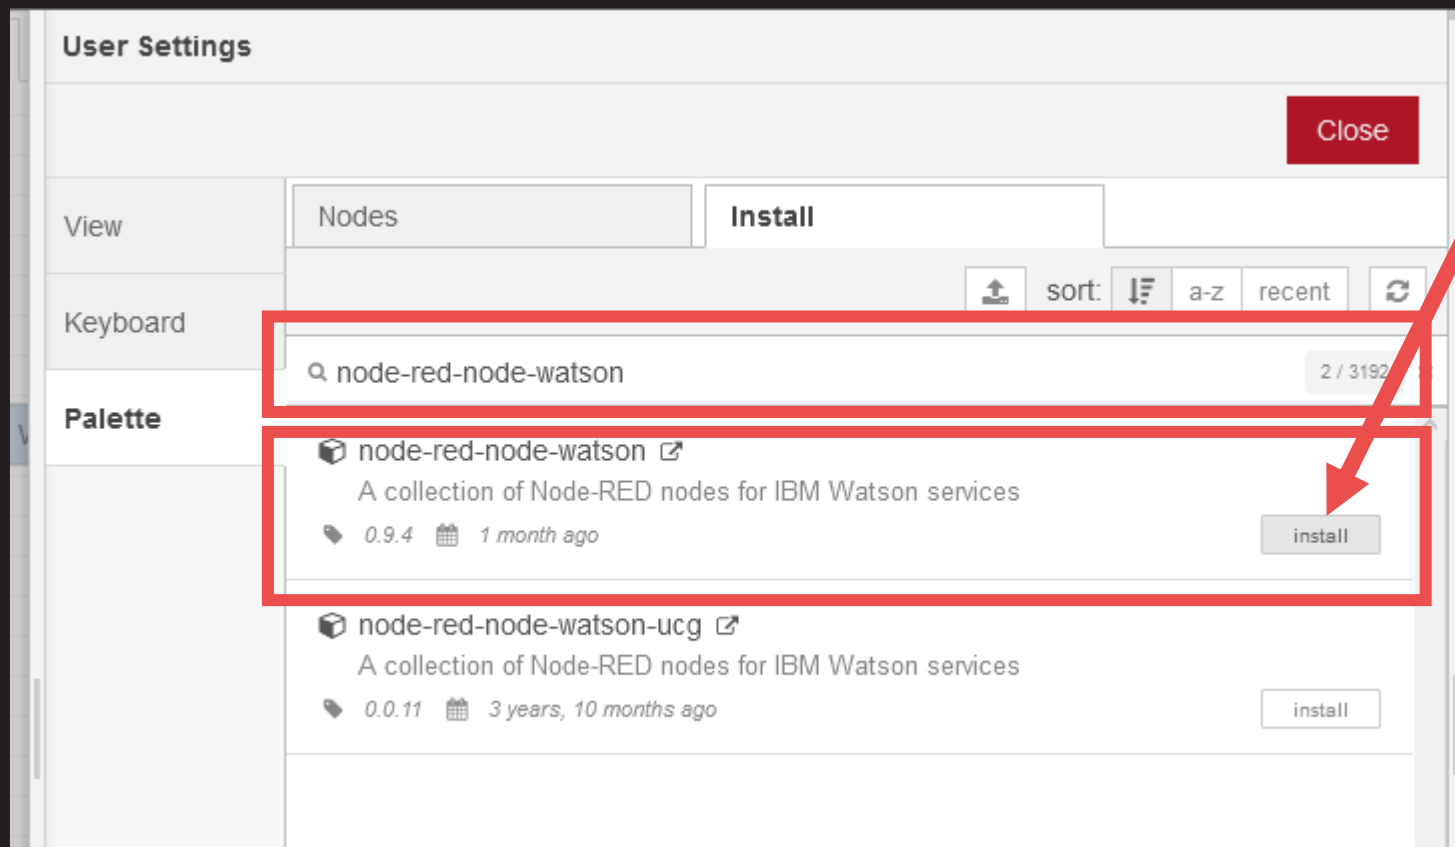 User Settings
Close
View
Nodes
Install
sort:
a-z
recent
Keyboard
node-red-node-watson
2 / 3192
Palette
node-red-node-watson
A collection of Node-RED nodes for IBM Watson services
0.9.4
1 month ago
install
node-red-node-watson-ucg
A collection of Node-RED nodes for IBM Watson services
0.0.11
3 years, 10 months ago
install